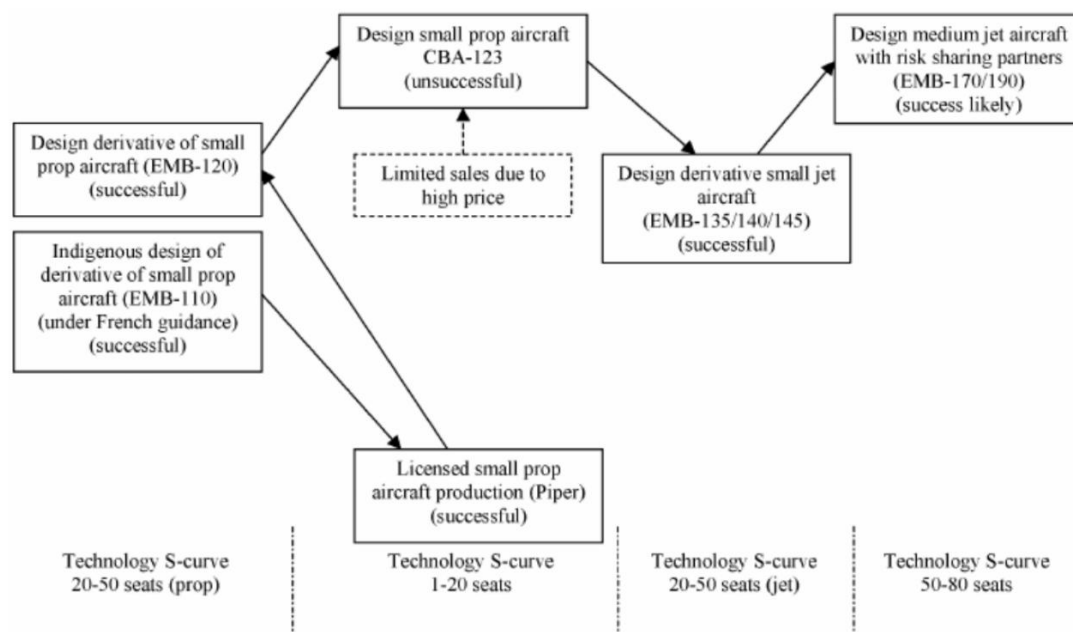 Design small prop aircraft
CBA-123
(unsuccessful)
Design medium jet aircraft
with risk sharing partners
(EMB-170/190)
(success likely)
Design derivative of small
prop aircraft (EMB-120)
(successful)
Limited sales due to
high price
Design derivative small jet
aircraft
(EMB-135/140/145)
(successful)
Indigenous design of
derivative of small prop
aircraft (EMB-110)
(under French guidance)
(successful)
Licensed small prop
aircraft production (Piper)
(successful)
Technology S-curve
20-50 seats (prop)
Technology S-curve
1-20 seats
Technology S-curve
20-50 seats (jet)
Technology S-curve
50-80 seats